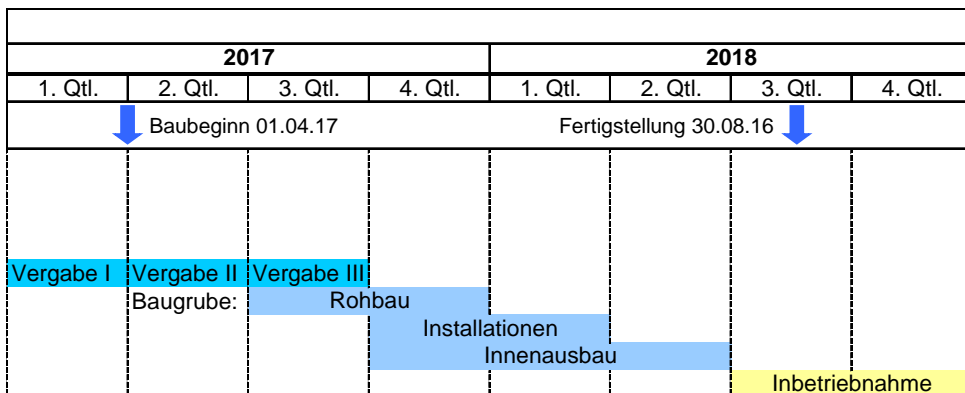 2017 2018
1. Qtl. 2. Qtl. 3. Qtl. 4. Qtl. 1. Qtl. 2. Qtl. 3. Qtl. 4. Qtl.
Baubeginn 01.04.17 Fertigstellung 30.08.16
Vergabe I Vergabe II Vergabe III
Baugrube: Rohbau
Installationen
Innenausbau
Inbetriebnahme